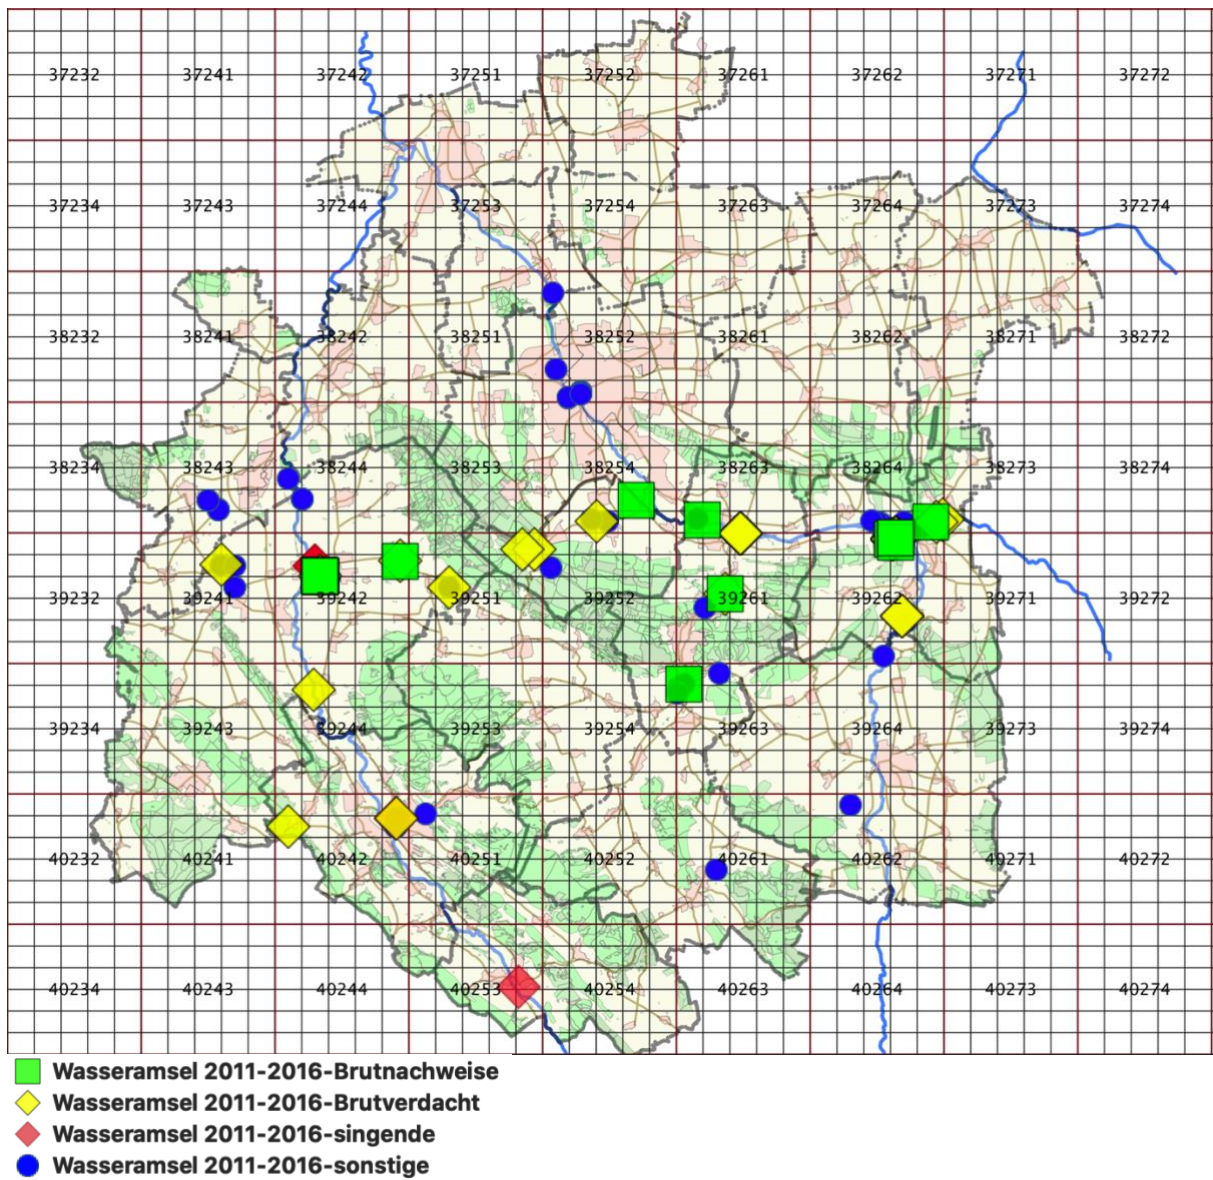 37232 37241 37242 37251 37252 37261 37262 37271 37272
37234 37243 37244 37253 37254 37263 37264 37273 37274
38232 38241 38242 38251 38252 38261 38262 38271 38272
38234 38243 38244 38253 38254 38263 38264 38273 38274
39232 39241 39242 39251 39252 39261 39262 39271 39272
39234 39243 39244 39253 39254 39263 39264 39273 39274
40232 40241 40242 40251 40252 40261 40262 40271 40272
40234 40243 40244 40253 40254 40263 40264 40273 40274
Wasseramsel 2011-2016-Brutnachweise
Wasseramsel 2011-2016-Brutverdacht
Wasseramsel 2011-2016-singende
Wasseramsel 2011-2016-sonstige